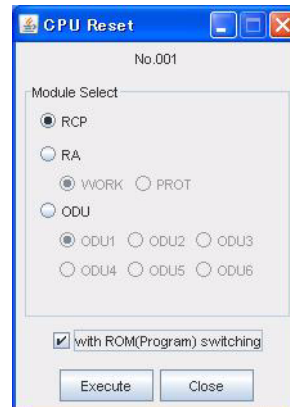 CPU Reset
No.001
Module Select
RCP
RA
WORK PROT
ODU
ODU1 ODU2 ODU3
ODU4 ODU5 ODU6
with ROM(Program) switching
Execute Close